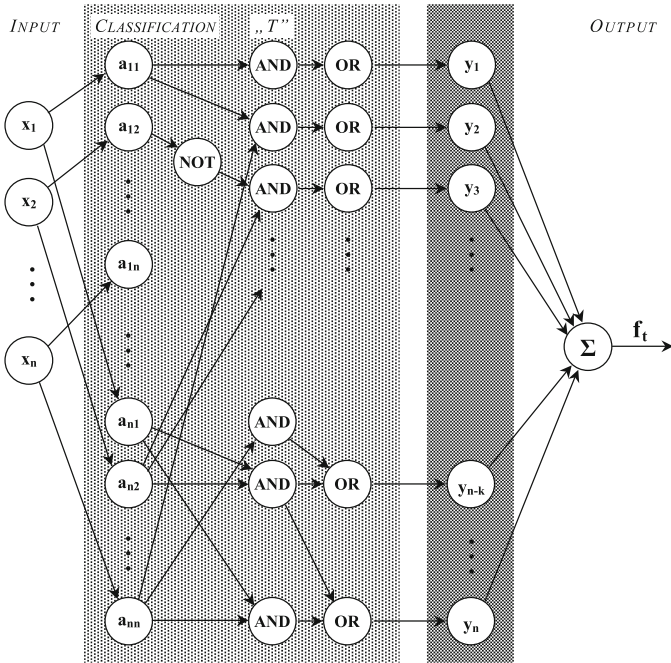 INPUT CLASSIFICATION „T” OUTPUT
a11 AND OR y1
x1 a12 AND OR y2
NOT
x2 AND OR y3
a1n
xn Σ ft
an1 AND
an2 AND OR yn-k
ann AND OR yn